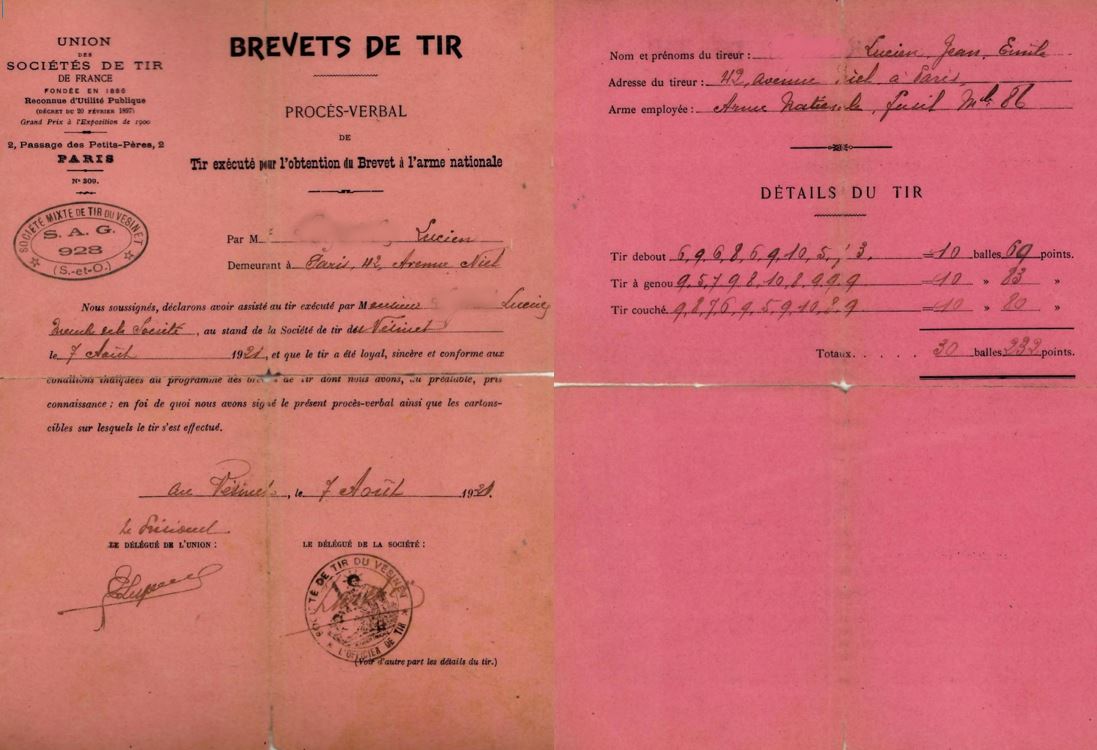 UNION
DES
SOCIÉTÉS DE TIR
DE FRANCE
FONDÉE EN 1886
Reconnue d'Utilité Publique
(DÉCRET DU 20 FÉVRIER 1897)
Grand Prix à l'Exposition de 1900
2, Passage des Petits-Pères, 2
PARIS
N° 209.
SOCIÉTÉ MIXTE DE TIR DU VESINET
S. A. G.
928
(S.-et-O.)
BREVETS DE TIR
PROCÈS-VERBAL
DE
Tir exécuté pour l'obtention du Brevet à l'arme nationale
Par M. Lucien
Demeurant à Paris, 42, Avenue Niel
Nous soussignés, déclarons avoir assisté au tir exécuté par Monsieur Lucien
Membre de la Société, au stand de la Société de tir du Vésinet
le 7 Août 1921, et que le tir a été loyal, sincère et conforme aux
conditions indiquées au programme des brevets de tir dont nous avons, au préalable, pris
connaissance ; en foi de quoi nous avons signé le présent procès-verbal ainsi que les cartons-
cibles sur lesquels le tir s'est effectué.
au Vésinet, le 7 Août 1921.
le Président
LE DÉLÉGUÉ DE L'UNION :
LE DÉLÉGUÉ DE LA SOCIÉTÉ :
SOCIÉTÉ DE TIR DU VESINET
L'OFFICIER DE TIR
(Voir d'autre part les détails du tir.)
Nom et prénoms du tireur : Lucien, Jean, Emile
Adresse du tireur : 42, avenue Niel à Paris
Arme employée : Arme Nationale, fusil Mle 86
DÉTAILS DU TIR
Tir debout 6, 9, 6, 8, 6, 9, 10, 5, 3. 10 balles 69 points.
Tir à genou 9, 5, 7, 9, 8, 10, 8, 9, 9, 9 10 » 83 »
Tir couché 9, 8, 7, 6, 9, 5, 9, 10, 8, 9 10 » 80 »
Totaux. . . . . 30 balles 232 points.